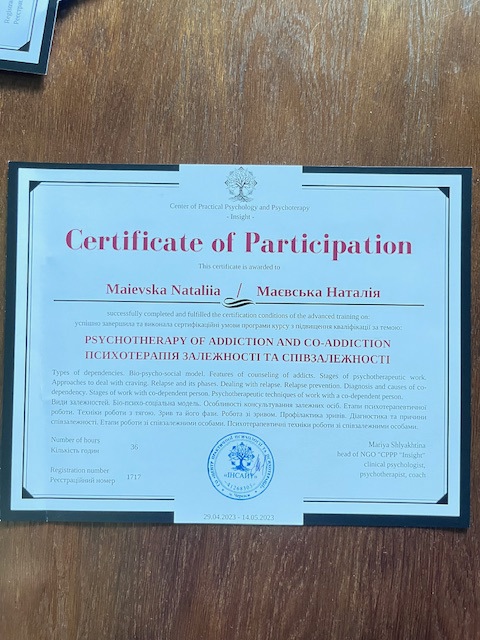 Center of Practical Psychology and Psychotherapy
- Insight -
Certificate of Participation
This certificate is awarded to
Maievska Nataliia / Маєвська Наталія
successfully completed and fulfilled the certification conditions of the advanced training on:
успішно завершила та виконала сертифікаційні умови програми курсу з підвищення кваліфікації за темою:
PSYCHOTHERAPY OF ADDICTION AND CO-ADDICTION
ПСИХОТЕРАПІЯ ЗАЛЕЖНОСТІ ТА СПІВЗАЛЕЖНОСТІ
Types of dependencies. Bio-psycho-social model. Features of counseling of addicts. Stages of psychotherapeutic work.
Approaches to deal with craving. Relapse and its phases. Dealing with relapse. Relapse prevention. Diagnosis and causes of co-
dependency. Stages of work with co-dependent person. Psychotherapeutic techniques of work with a co-dependent person.
Види залежностей. Біо-психо-соціальна модель. Особливості консультування залежних осіб. Етапи психотерапевтичної
роботи. Техніки роботи з тягою. Зрив та його фази. Робота зі зривом. Профілактика зривів. Діагностика та причини
співзалежності. Етапи роботи зі співзалежними особами. Психотерапевтичні техніки роботи зі співзалежними особами.
Number of hours
Кількість годин
36
Registration number
Реєстраційний номер
1717
«ІНСАЙТ»
Mariya Shlyakhtina
head of NGO "CPPP "Insight"
clinical psychologist,
psychotherapist, coach
29.04.2023 - 14.05.2023